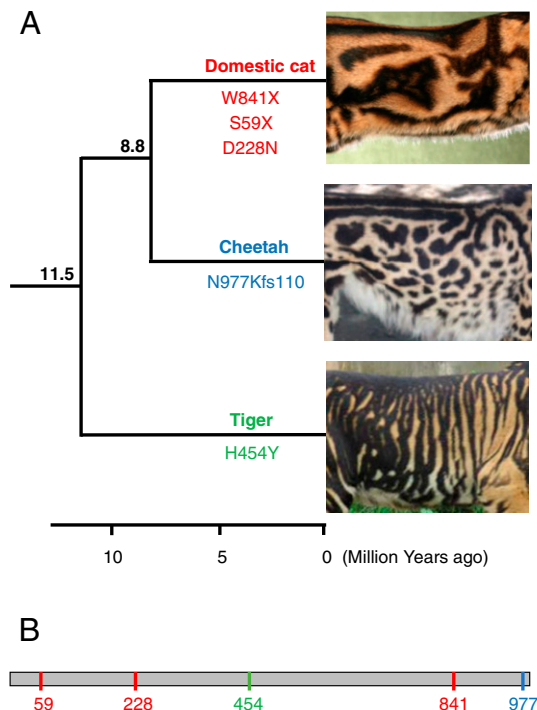 A
Domestic cat
W841X
S59X
D228N
8.8
Cheetah
N977Kfs110
11.5
Tiger
H454Y
10 5 0 (Million Years ago)
B
59 228 454 841 977